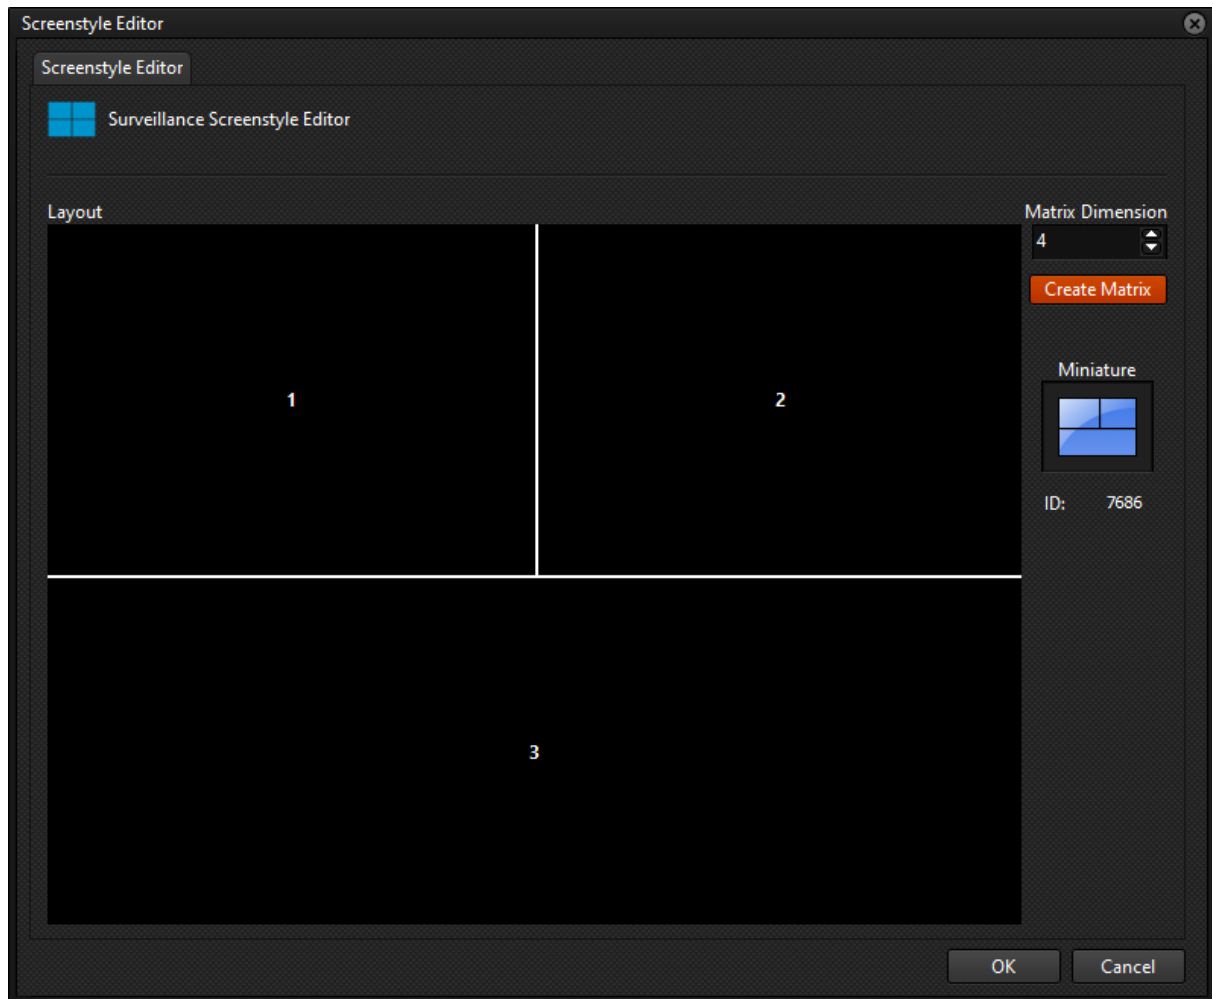 Screenstyle Editor
Screenstyle Editor
Surveillance Screenstyle Editor
Layout
Matrix Dimension
4
Create Matrix
Miniature
1
2
ID: 7686
3
OK
Cancel